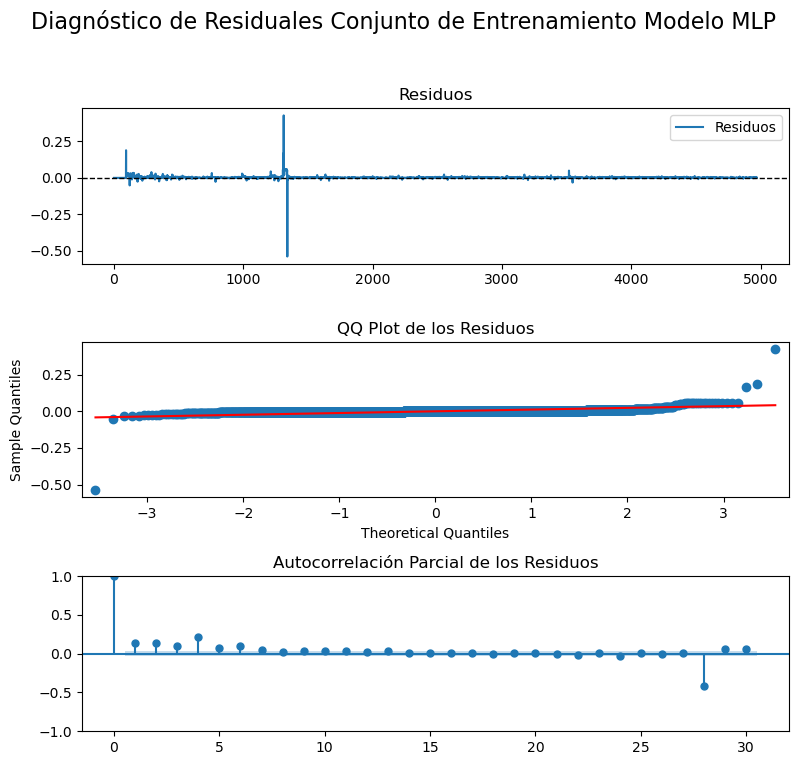 Diagnóstico de Residuales Conjunto de Entrenamiento Modelo MLP
Residuos
Residuos
0.25
0.00
−0.25
−0.50
0 1000 2000 3000 4000 5000
QQ Plot de los Residuos
Sample Quantiles
0.25
0.00
−0.25
−0.50
−3 −2 −1 0 1 2 3
Theoretical Quantiles
Autocorrelación Parcial de los Residuos
1.0
0.5
0.0
−0.5
−1.0
0 5 10 15 20 25 30